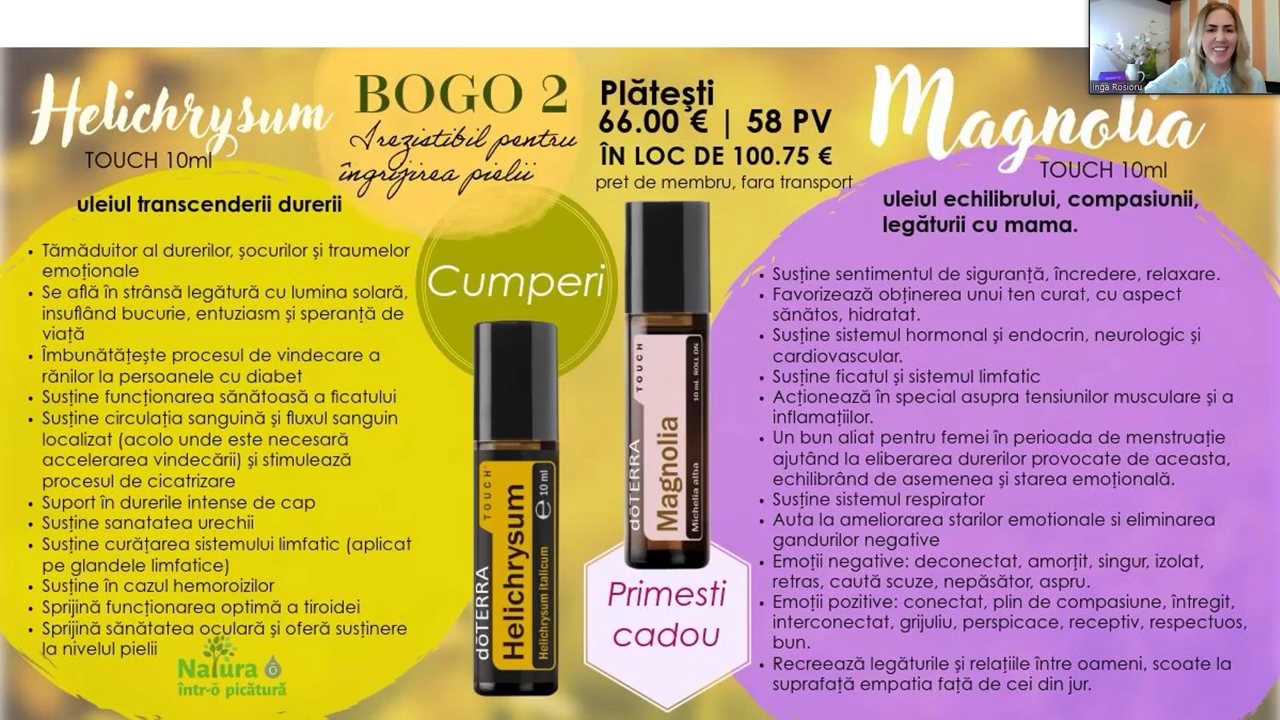 Inga Rosioru
Helichrysum
TOUCH 10ml
uleiul transcenderii durerii
• Tămăduitor al durerilor, șocurilor și traumelor
emoționale
• Se află în strânsă legătură cu lumina solară,
insuflând bucurie, entuziasm și speranță de
viață
• Îmbunătățește procesul de vindecare a
rănilor la persoanele cu diabet
• Susține funcționarea sănătoasă a ficatului
• Susține circulația sanguină și fluxul sanguin
localizat (acolo unde este necesară
accelerarea vindecării) și stimulează
procesul de cicatrizare
• Suport în durerile intense de cap
• Susține sanatatea urechii
• Susține curățarea sistemului limfatic (aplicat
pe glandele limfatice)
• Susține în cazul hemoroizilor
• Sprijină funcționarea optimă a tiroidei
• Sprijină sănătatea oculară și oferă susținere
la nivelul pielii
Natura
într-ō picătură
BOGO 2
Irezistibil pentru
îngrijirea pielii
Plătești
66.00 € | 58 PV
ÎN LOC DE 100.75 €
pret de membru, fara transport
Cumperi
dōTERRA
TOUCH
Helichrysum
Helichrysum italicum
e 10 ml
dōTERRA
TOUCH
Magnolia
Michelia alba
10 mL ROLL ON
Primesti
cadou
Magnolia
TOUCH 10ml
uleiul echilibrului, compasiunii,
legăturii cu mama.
• Susține sentimentul de siguranță, încredere, relaxare.
• Favorizează obținerea unui ten curat, cu aspect
sănătos, hidratat.
• Susține sistemul hormonal și endocrin, neurologic și
cardiovascular.
• Susține ficatul și sistemul limfatic
• Acționează în special asupra tensiunilor musculare și a
inflamațiilor.
• Un bun aliat pentru femei în perioada de menstruație
ajutând la eliberarea durerilor provocate de aceasta,
echilibrând de asemenea și starea emoțională.
• Susține sistemul respirator
• Auta la ameliorarea starilor emotionale si eliminarea
gandurilor negative
• Emoții negative: deconectat, amorțit, singur, izolat,
retras, caută scuze, nepăsător, aspru.
• Emoții pozitive: conectat, plin de compasiune, întregit,
interconectat, grijuliu, perspicace, receptiv, respectuos,
bun.
• Recreează legăturile și relațiile între oameni, scoate la
suprafață empatia față de cei din jur.